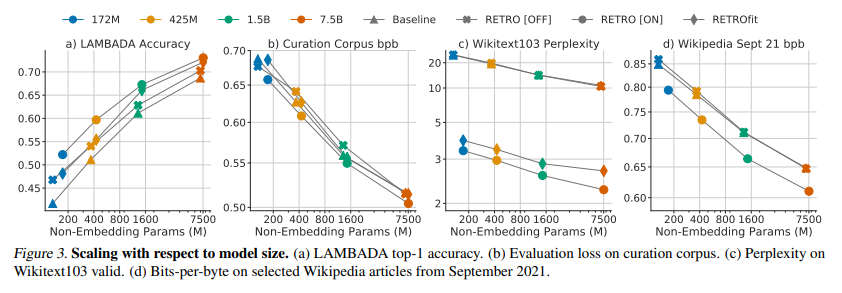 172M 425M 1.5B 7.5B Baseline RETRO [OFF] RETRO [ON] RETROfit
a) LAMBADA Accuracy b) Curation Corpus bpb c) Wikitext103 Perplexity d) Wikipedia Sept 21 bpb
0.70 0.65 0.60 0.55 0.50 0.45
0.70 0.65 0.60 0.55 0.50
20 10 5 3 2
0.85 0.80 0.75 0.70 0.65 0.60
200 400 800 1600 7500 200 400 1600 7500 200 400 1600 7500 200 400 1600 7500
Non-Embedding Params (M) Non-Embedding Params (M) Non-Embedding Params (M) Non-Embedding Params (M)
Figure 3. Scaling with respect to model size. (a) LAMBADA top-1 accuracy. (b) Evaluation loss on curation corpus. (c) Perplexity on
Wikitext103 valid. (d) Bits-per-byte on selected Wikipedia articles from September 2021.